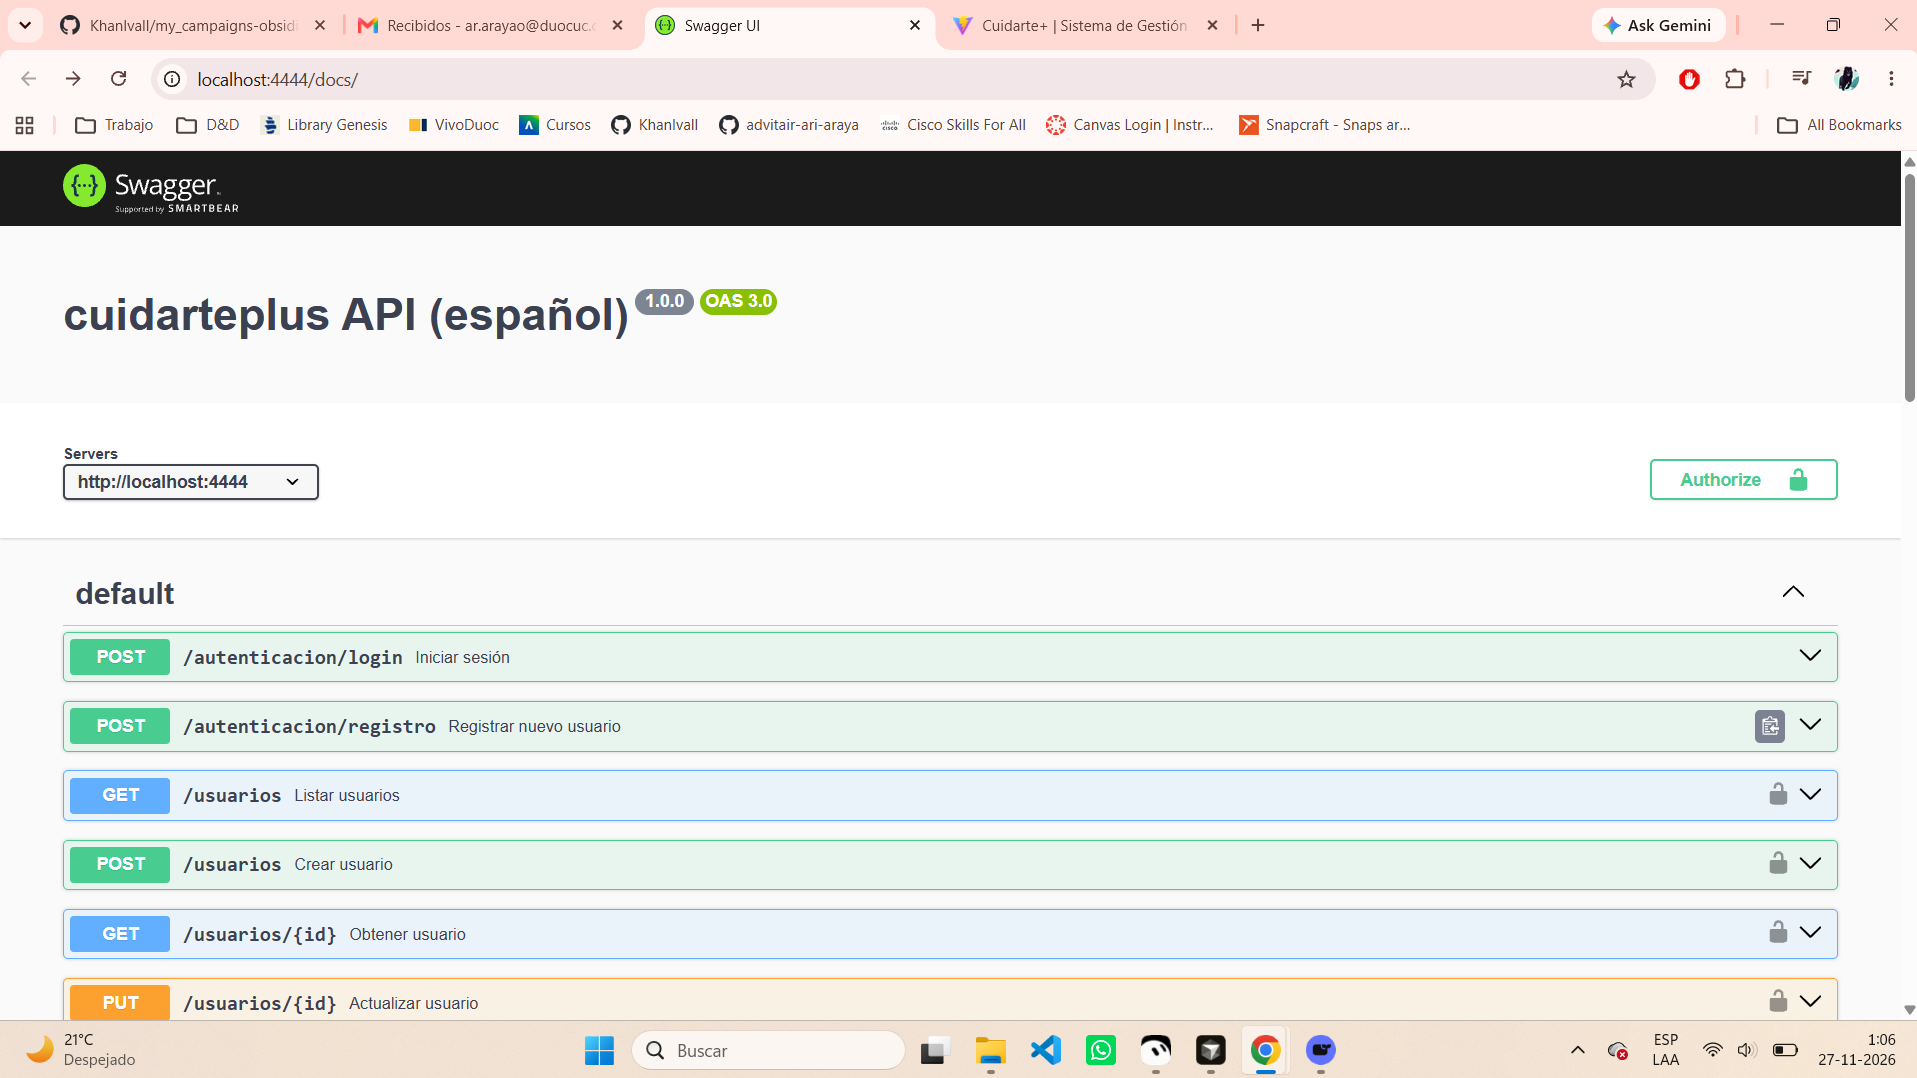 Khanlvall/my_campaigns-obsidi
Recibidos - ar.arayao@duocuc.c
Swagger UI
Cuidarte+ | Sistema de Gestión
Ask Gemini
localhost:4444/docs/
Trabajo
D&D
Library Genesis
VivoDuoc
Cursos
Khanlvall
advitair-ari-araya
Cisco Skills For All
Canvas Login | Instr...
Snapcraft - Snaps ar...
All Bookmarks
Swagger
Supported by SMARTBEAR
cuidarteplus API (español) 1.0.0 OAS 3.0
Servers
http://localhost:4444
Authorize
default
POST /autenticacion/login Iniciar sesión
POST /autenticacion/registro Registrar nuevo usuario
GET /usuarios Listar usuarios
POST /usuarios Crear usuario
GET /usuarios/{id} Obtener usuario
PUT /usuarios/{id} Actualizar usuario
21°C
Despejado
Buscar
ESP
LAA
1:06
27-11-2026